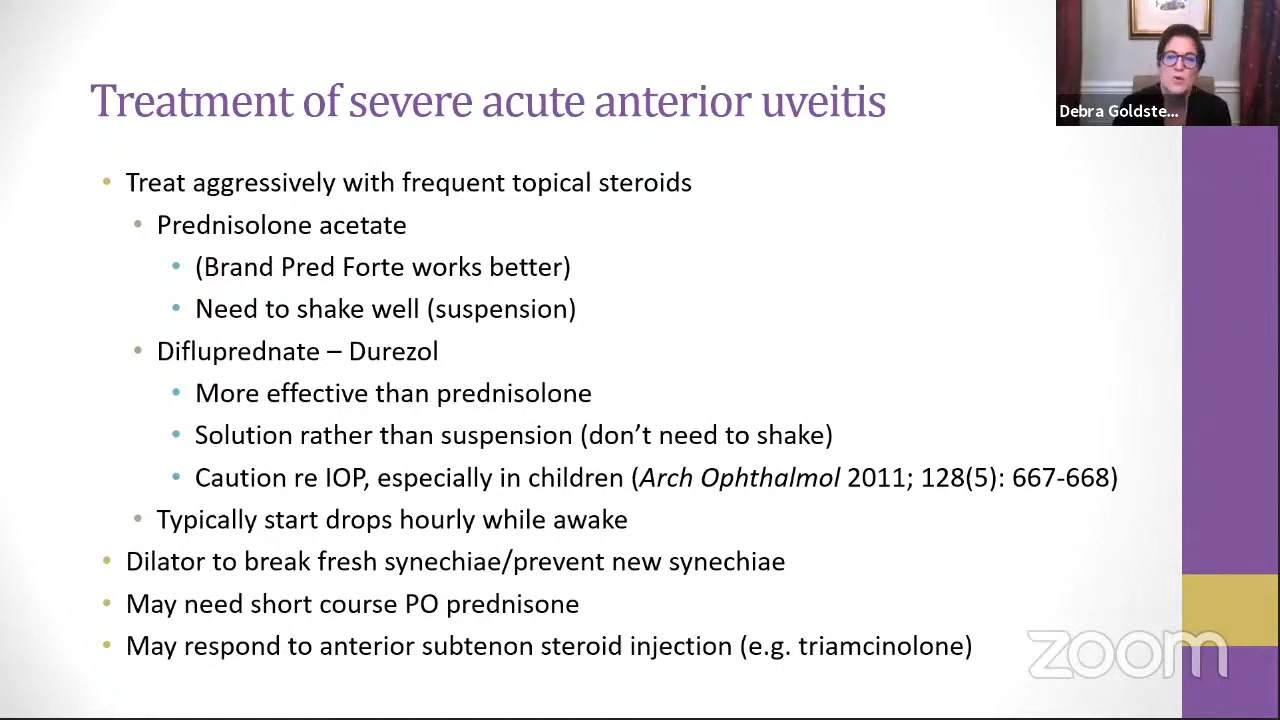 Treatment of severe acute anterior uveitis
Debra Goldste...
• Treat aggressively with frequent topical steroids
• Prednisolone acetate
• (Brand Pred Forte works better)
• Need to shake well (suspension)
• Difluprednate – Durezol
• More effective than prednisolone
• Solution rather than suspension (don’t need to shake)
• Caution re IOP, especially in children (Arch Ophthalmol 2011; 128(5): 667-668)
• Typically start drops hourly while awake
• Dilator to break fresh synechiae/prevent new synechiae
• May need short course PO prednisone
• May respond to anterior subtenon steroid injection (e.g. triamcinolone)
zoom